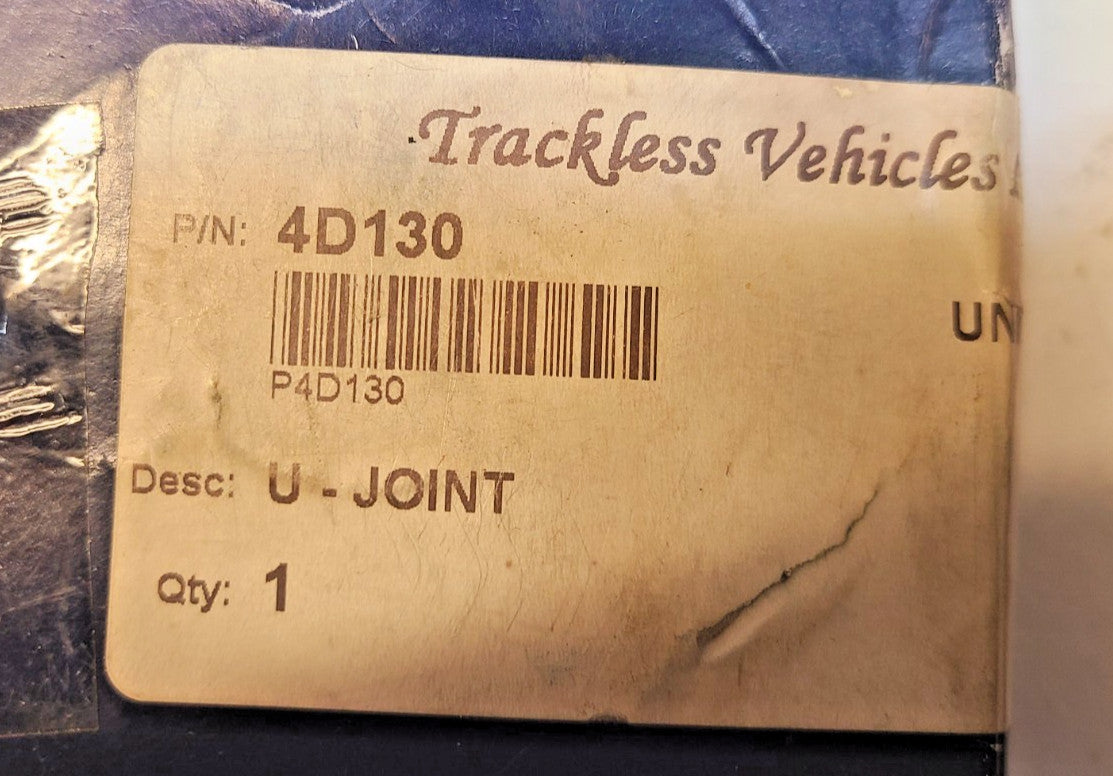 Trackless Vehicles
P/N: 4D130
UN
P4D130
Desc: U - JOINT
Qty: 1